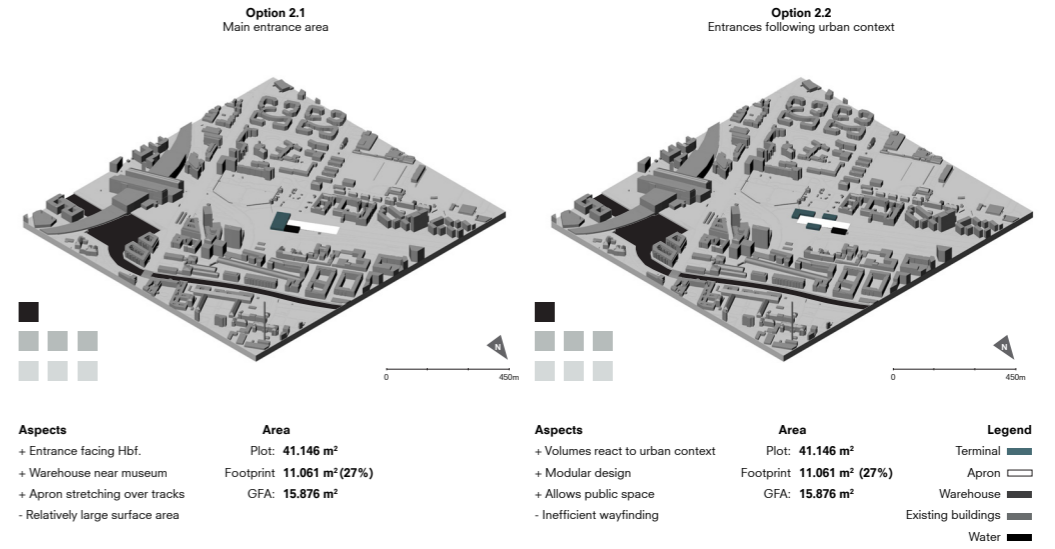 Option 2.1
Main entrance area
N
0 450m
Aspects
+ Entrance facing Hbf.
+ Warehouse near museum
+ Apron stretching over tracks
- Relatively large surface area
Area
Plot: 41.146 m²
Footprint 11.061 m² (27%)
GFA: 15.876 m²
Option 2.2
Entrances following urban context
N
0 450m
Aspects
+ Volumes react to urban context
+ Modular design
+ Allows public space
- Inefficient wayfinding
Area
Plot: 41.146 m²
Footprint 11.061 m² (27%)
GFA: 15.876 m²
Legend
Terminal
Apron
Warehouse
Existing buildings
Water